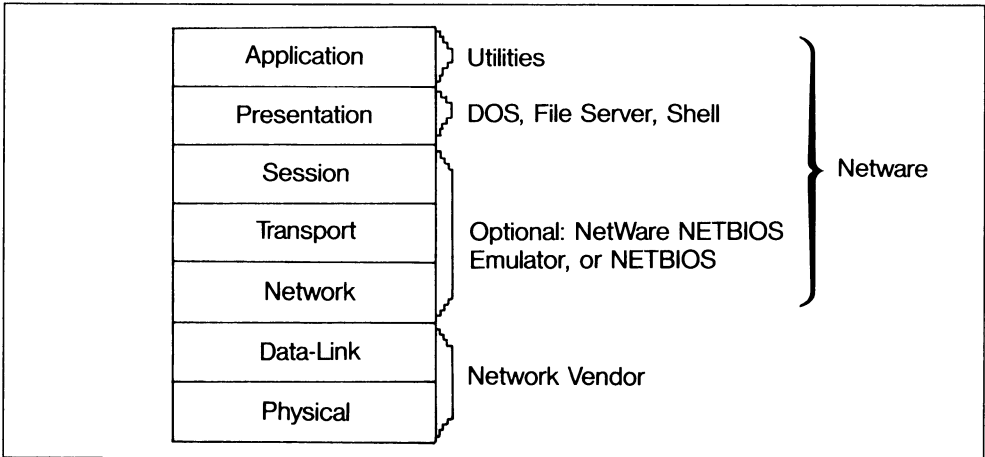 Application
Utilities
Presentation
DOS, File Server, Shell
Session
Netware
Transport
Optional: NetWare NETBIOS
Emulator, or NETBIOS
Network
Data-Link
Network Vendor
Physical